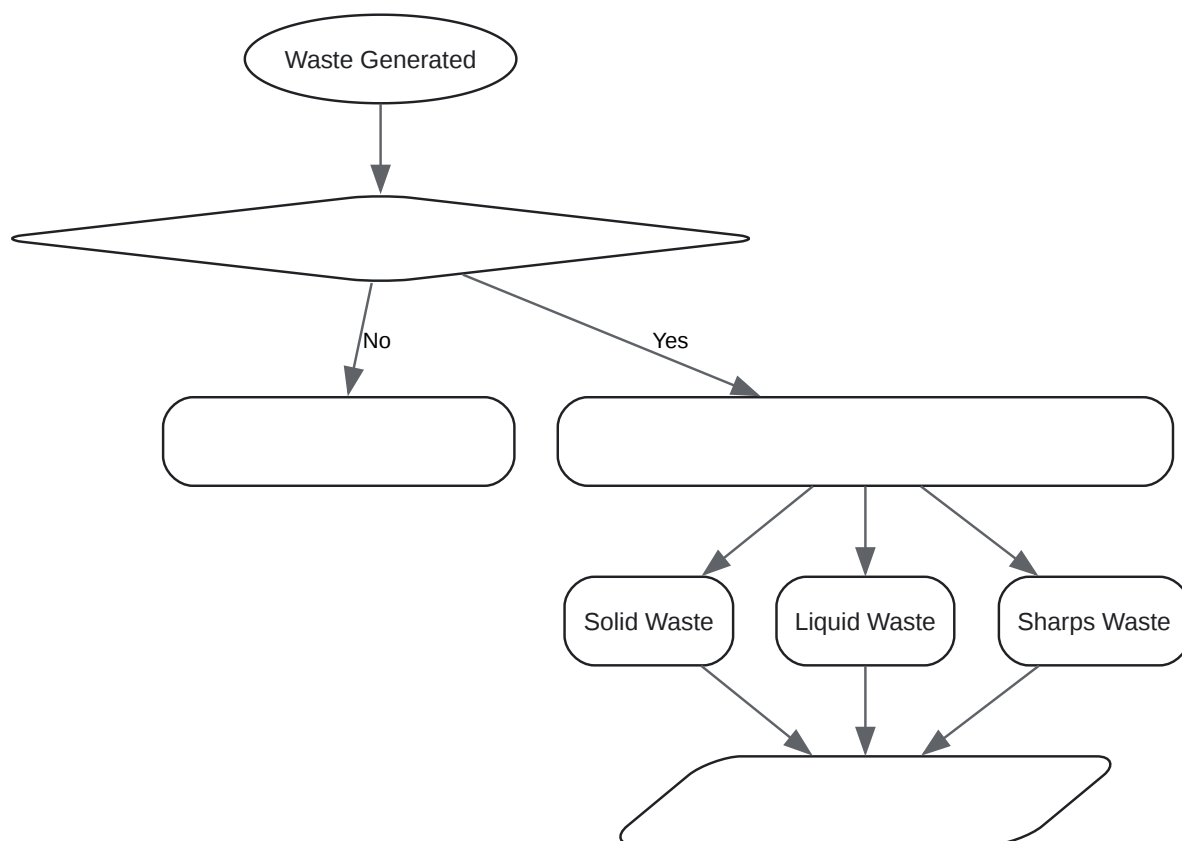 Waste Generated
No
Yes
Solid Waste
Liquid Waste
Sharps Waste